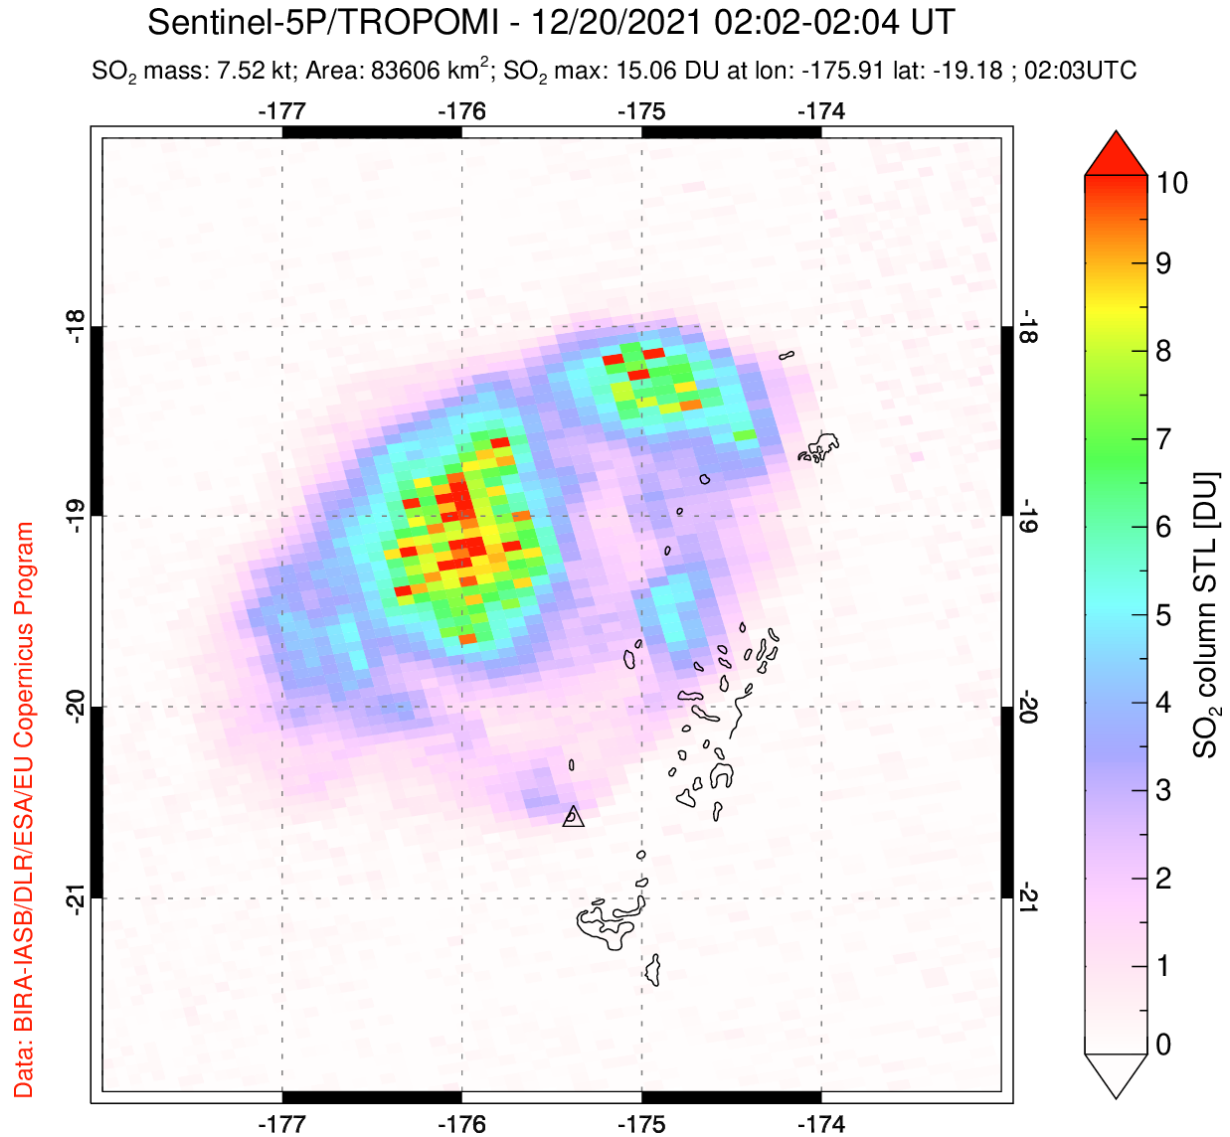 Sentinel-5P/TROPOMI - 12/20/2021 02:02-02:04 UT
SO₂ mass: 7.52 kt; Area: 83606 km²; SO₂ max: 15.06 DU at lon: -175.91 lat: -19.18 ; 02:03UTC
-177 -176 -175 -174
-18 -18
-19 -19
-20 -20
-21 -21
-177 -176 -175 -174
10
9
8
7
6
5
4
3
2
1
0
SO₂ column STL [DU]
Data: BIRA-IASB/DLR/ESA/EU Copernicus Program